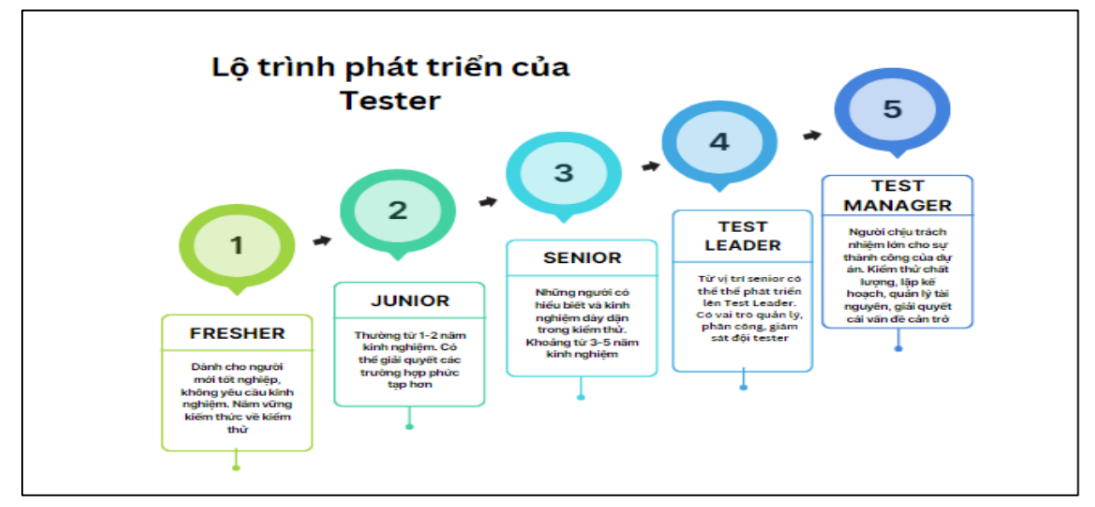 Lộ trình phát triển của
Tester
1
FRESHER
Dành cho người
mới tốt nghiệp,
không yêu cầu kinh
nghiệm. Nắm vững
kiếm thức về kiểm
thử
2
JUNIOR
Thường từ 1-2 năm
kinh nghiệm. Có
thể giải quyết các
trường hợp phức
tạp hơn
3
SENIOR
Những người có
hiểu biết và kinh
nghiệm dày dặn
trong kiểm thử.
Khoảng từ 3-5 năm
kinh nghiệm
4
TEST
LEADER
Từ vị trí senior có
thể thể phát triển
lên Test Leader.
Có vai trò quản lý,
phân công, giám
sát đội tester
5
TEST
MANAGER
Người chịu trách
nhiệm lớn cho sự
thành công của dự
án. Kiểm thử chất
lượng, lập kế
hoạch, quản lý tài
nguyên, giải quyết
cái vấn đề cản trở